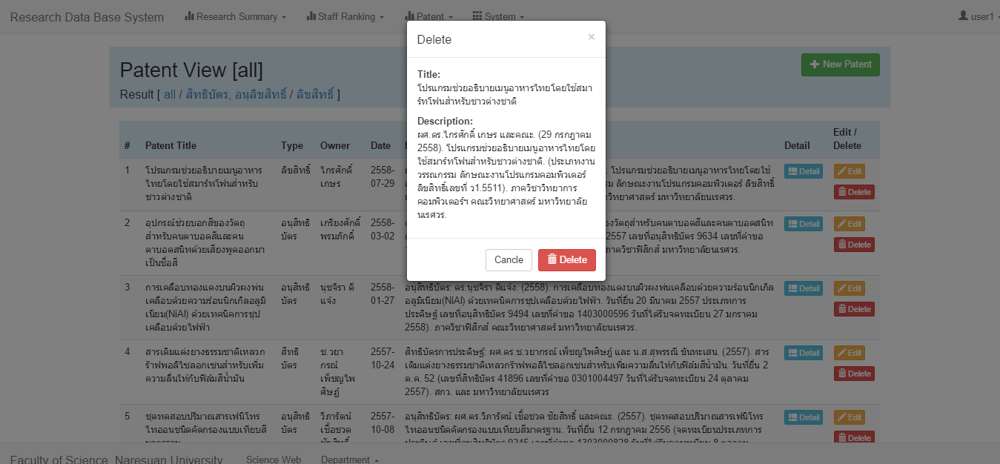 Research Data Base System Research Summary Staff Ranking Patent System user1
Delete ×
Patent View [all] New Patent
Result [ all / สิทธิบัตร, อนุลิขสิทธิ์ / ลิขสิทธิ์ ]
Title:
โปรแกรมช่วยอธิบายเมนูอาหารไทยโดยใช้สมา
ร์ทโฟนสำหรับชาวต่างชาติ
Description:
ผศ.ดร.ไกรศักดิ์ เกษร และคณะ. (29 กรกฎาคม
2558). โปรแกรมช่วยอธิบายเมนูอาหารไทยโดย
ใช้สมาร์ทโฟนสำหรับชาวต่างชาติ. (ประเภทงาน
วรรณกรรม ลักษณะงานโปรแกรมคอมพิวเตอร์
ลิขสิทธิ์เลขที่ ว1.5511). ภาควิชาวิทยาการ
คอมพิวเตอร์ฯ คณะวิทยาศาสตร์ มหาวิทยาลัย
นเรศวร.
Cancle Delete
# Patent Title Type Owner Date Detail Edit /
Delete
1 โปรแกรมช่วยอธิบายเมนูอาหาร ลิขสิทธิ์ ไกรศักดิ์ 2558- โปรแกรมช่วยอธิบายเมนูอาหารไทยโดยใช้ Detail Edit
ไทยโดยใช้สมาร์ทโฟนสำหรับ เกษร 07-29 ลักษณะงานโปรแกรมคอมพิวเตอร์ ลิขสิทธิ์
ชาวต่างชาติ วิทยาศาสตร์ มหาวิทยาลัยนเรศวร. Delete
2 อุปกรณ์ช่วยบอกสีของวัตถุ อนุสิทธิ เกรียงศักดิ์ 2558- องวัตถุสำหรับคนตาบอดสีและคนตาบอดสนิท Detail Edit
สำหรับคนตาบอดสีและคน บัตร พรมภักดิ์ 03-02 2557 เลขที่อนุสิทธิบัตร 9634 เลขที่คำขอ Delete
ตาบอดสนิทด้วยเสียงพูดออกมา ภาควิชาฟิสิกส์ มหาวิทยาลัยนเรศวร.
เป็นชื่อสี
3 การเคลือบทองแดงบนผิวผงพ่น อนุสิทธิ นุชจิรา ดี 2558- อนุสิทธิบัตร: ดร.นุชจิรา ดีแจ้ง. (2558). การเคลือบทองแดงบนผิวผงพ่นเคลือบด้วยความร้อนนิกเกิล Detail Edit
เคลือบด้วยความร้อนนิกเกิลอลูมิ บัตร แจ้ง 01-27 อลูมิเนียม(NiAl) ด้วยเทคนิคการชุปเคลือบด้วยไฟฟ้า. วันที่ยื่น 20 มีนาคม 2557 ประเภทการ
เนียม(NiAl) ด้วยเทคนิคการชุป ประดิษฐ์ เลขที่อนุสิทธิบัตร 9494 เลขที่คำขอ 1403000596 วันที่ได้รับจดทะเบียน 27 มกราคม Delete
เคลือบด้วยไฟฟ้า 2558). ภาควิชาฟิสิกส์ คณะวิทยาศาสตร์ มหาวิทยาลัยนเรศวร.
4 สารเติมแต่งยางธรรมชาติเหลวก สิทธิ ช.วยา 2557- สิทธิบัตรการประดิษฐ์: ผศ.ดร.ช.วยากรณ์ เพ็ชญไพศิษฎ์ และ น.ส.สุพรรณี ขันทะเสน. (2557). สาร Detail Edit
ร๊าฟพอลิไซลอกเซนสำหรับเพิ่ม บัตร กรณ์ 10-24 เติมแต่งยางธรรมชาติเหลวกร๊าฟพอลิไซลอกเซนสำหรับเพิ่มความลื่นให้กับฟิล์มสีน้ำมัน. วันที่ยื่น 2
ความลื่นให้กับฟิล์มสีน้ำมัน เพ็ชญไพ ต.ค. 52 (เลขที่สิทธิบัตร 41896 เลขที่คำขอ 0301004497 วันที่ได้รับจดทะเบียน 24 ตุลาคม Delete
ศิษฎ์ 2557). สกว. และ มหาวิทยาลัยนเรศวร
5 ชุดทดสอบปริมาณสารเฟนิโทร อนุสิทธิ วิภารัตน์ 2557- อนุสิทธิบัตร: ผศ.ดร.วิภารัตน์ เชื้อชวด ชัยสิทธิ์ และคณะ. (2557). ชุดทดสอบปริมาณสารเฟนิโทร Detail Edit
ไทออนชนิดคัดกรองแบบเทียบสี บัตร เชื้อชวด 10-08 ไทออนชนิดคัดกรองแบบเทียบสีมาตรฐาน. วันที่ยื่น 12 กรกฎาคม 2556 (จดทะเบียนประเภทการ
Delete
Faculty of Science, Naresuan University Science Web Department